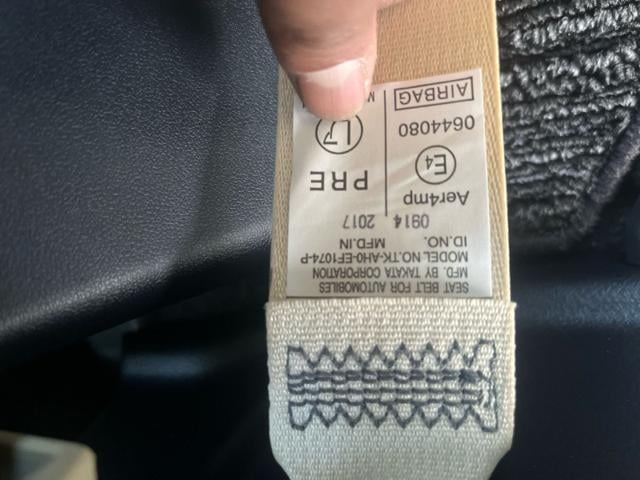 SEAT BELT FOR AUTOMOBILES
MFD. BY TAKATA CORPORATION
MODEL NO.TK-AH0-EF1074-P
ID.NO. MFD.IN
0914 2017
Aer4mp
E4
0644080
AIRBAG
PRE
L7